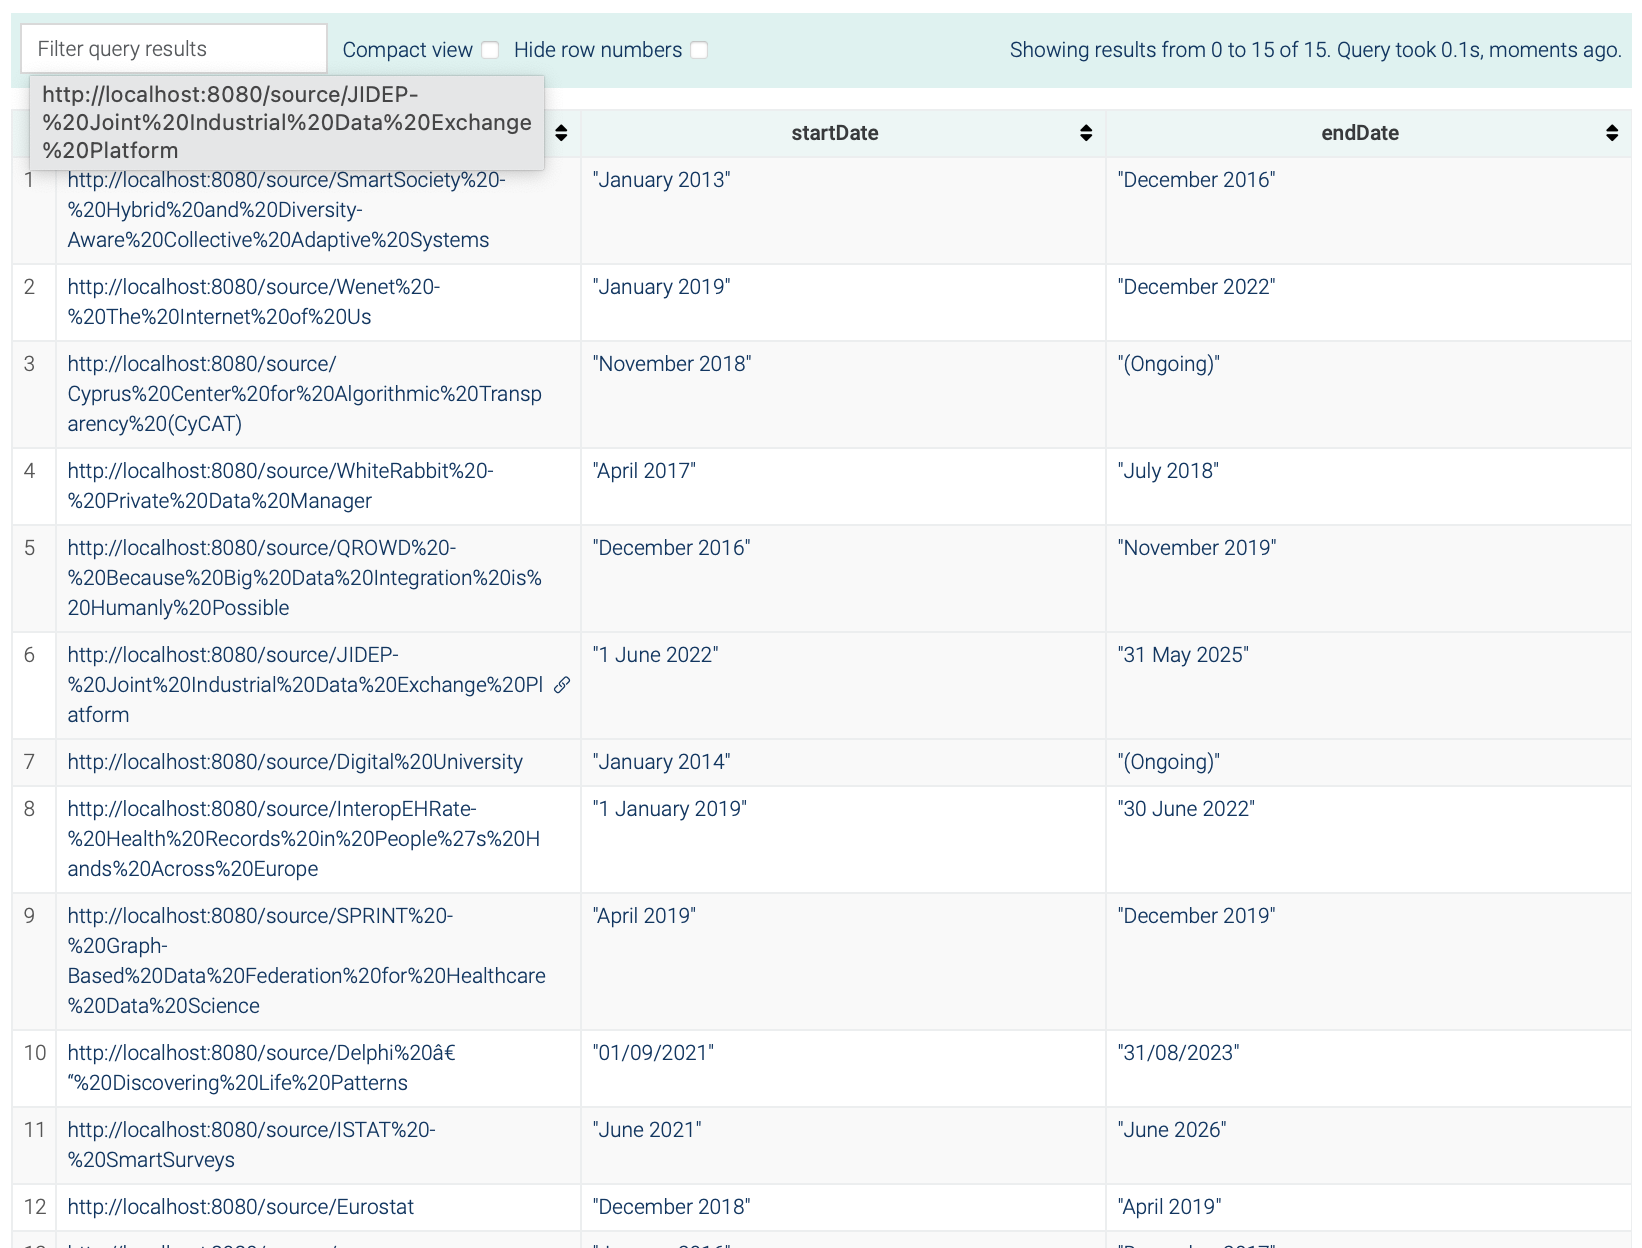 Filter query results Compact view Hide row numbers Showing results from 0 to 15 of 15. Query took 0.1s, moments ago.
http://localhost:8080/source/JIDEP-
%20Joint%20Industrial%20Data%20Exchange
%20Platform
startDate endDate
1 http://localhost:8080/source/SmartSociety%20- "January 2013" "December 2016"
%20Hybrid%20and%20Diversity-
Aware%20Collective%20Adaptive%20Systems
2 http://localhost:8080/source/Wenet%20- "January 2019" "December 2022"
%20The%20Internet%20of%20Us
3 http://localhost:8080/source/ "November 2018" "(Ongoing)"
Cyprus%20Center%20for%20Algorithmic%20Transp
arency%20(CyCAT)
4 http://localhost:8080/source/WhiteRabbit%20- "April 2017" "July 2018"
%20Private%20Data%20Manager
5 http://localhost:8080/source/QROWD%20- "December 2016" "November 2019"
%20Because%20Big%20Data%20Integration%20is%
20Humanly%20Possible
6 http://localhost:8080/source/JIDEP- "1 June 2022" "31 May 2025"
%20Joint%20Industrial%20Data%20Exchange%20Pl
atform
7 http://localhost:8080/source/Digital%20University "January 2014" "(Ongoing)"
8 http://localhost:8080/source/InteropEHRate- "1 January 2019" "30 June 2022"
%20Health%20Records%20in%20People%27s%20H
ands%20Across%20Europe
9 http://localhost:8080/source/SPRINT%20- "April 2019" "December 2019"
%20Graph-
Based%20Data%20Federation%20for%20Healthcare
%20Data%20Science
10 http://localhost:8080/source/Delphi%20â€ "01/09/2021" "31/08/2023"
“%20Discovering%20Life%20Patterns
11 http://localhost:8080/source/ISTAT%20- "June 2021" "June 2026"
%20SmartSurveys
12 http://localhost:8080/source/Eurostat "December 2018" "April 2019"